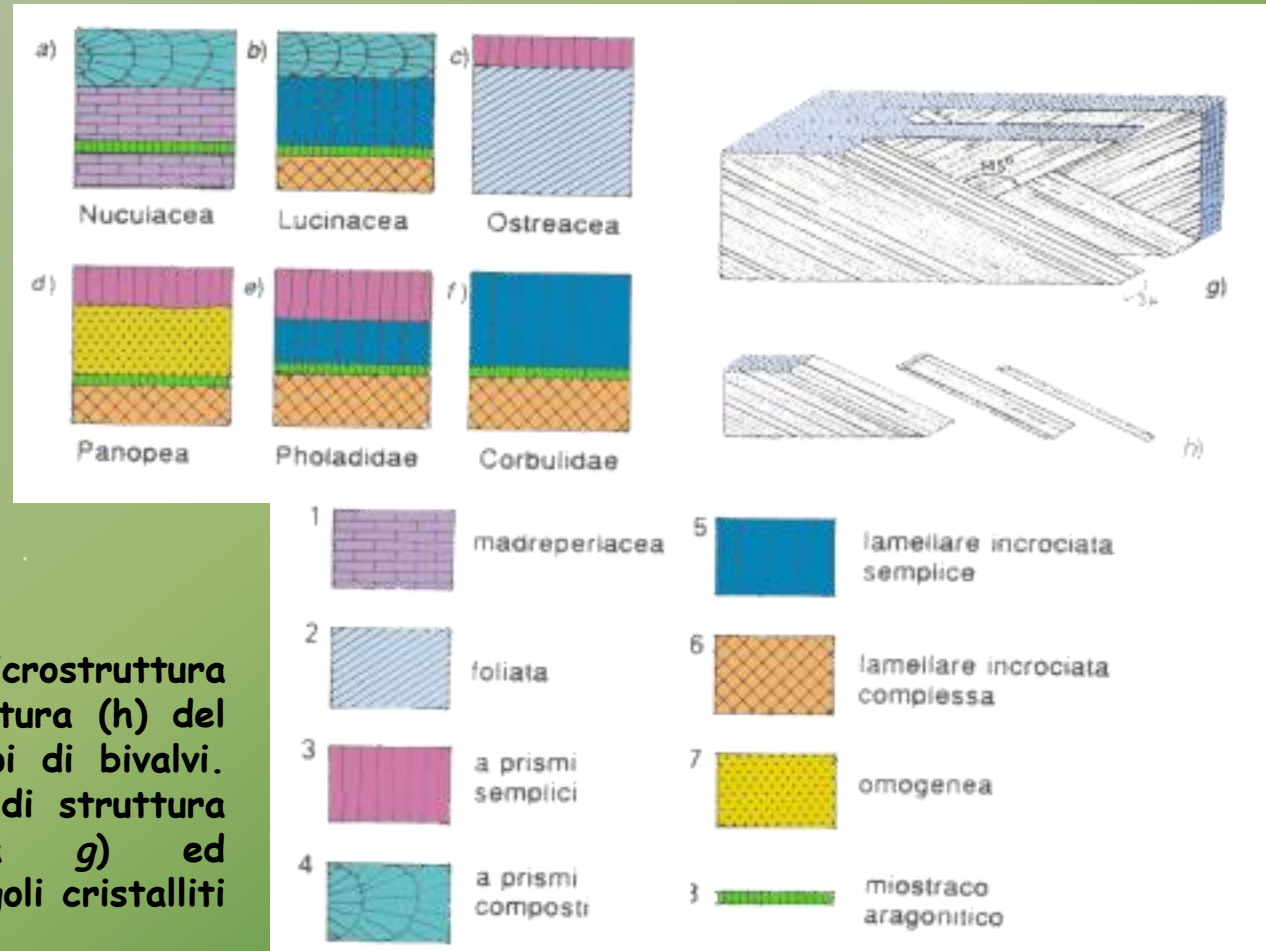 a)
b)
c)
Nuculacea
Lucinacea
Ostreacea
d)
e)
f)
Panopea
Pholadidae
Corbulidae
g)
h)
1
madreperlacea
2
foliata
3
a prismi
semplici
4
a prismi
composti
5
lamellare incrociata
semplice
6
lamellare incrociata
complessa
7
omogenea
miostraco
aragonitico
crostruttura
tura (h) del
pi di bivalvi.
di struttura
g) ed
goli cristalliti